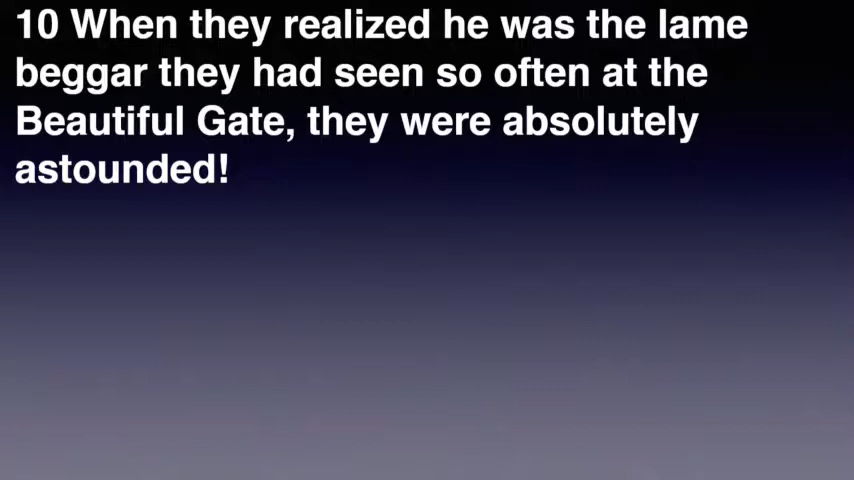 10 When they realized he was the lame
beggar they had seen so often at the
Beautiful Gate, they were absolutely
astounded!